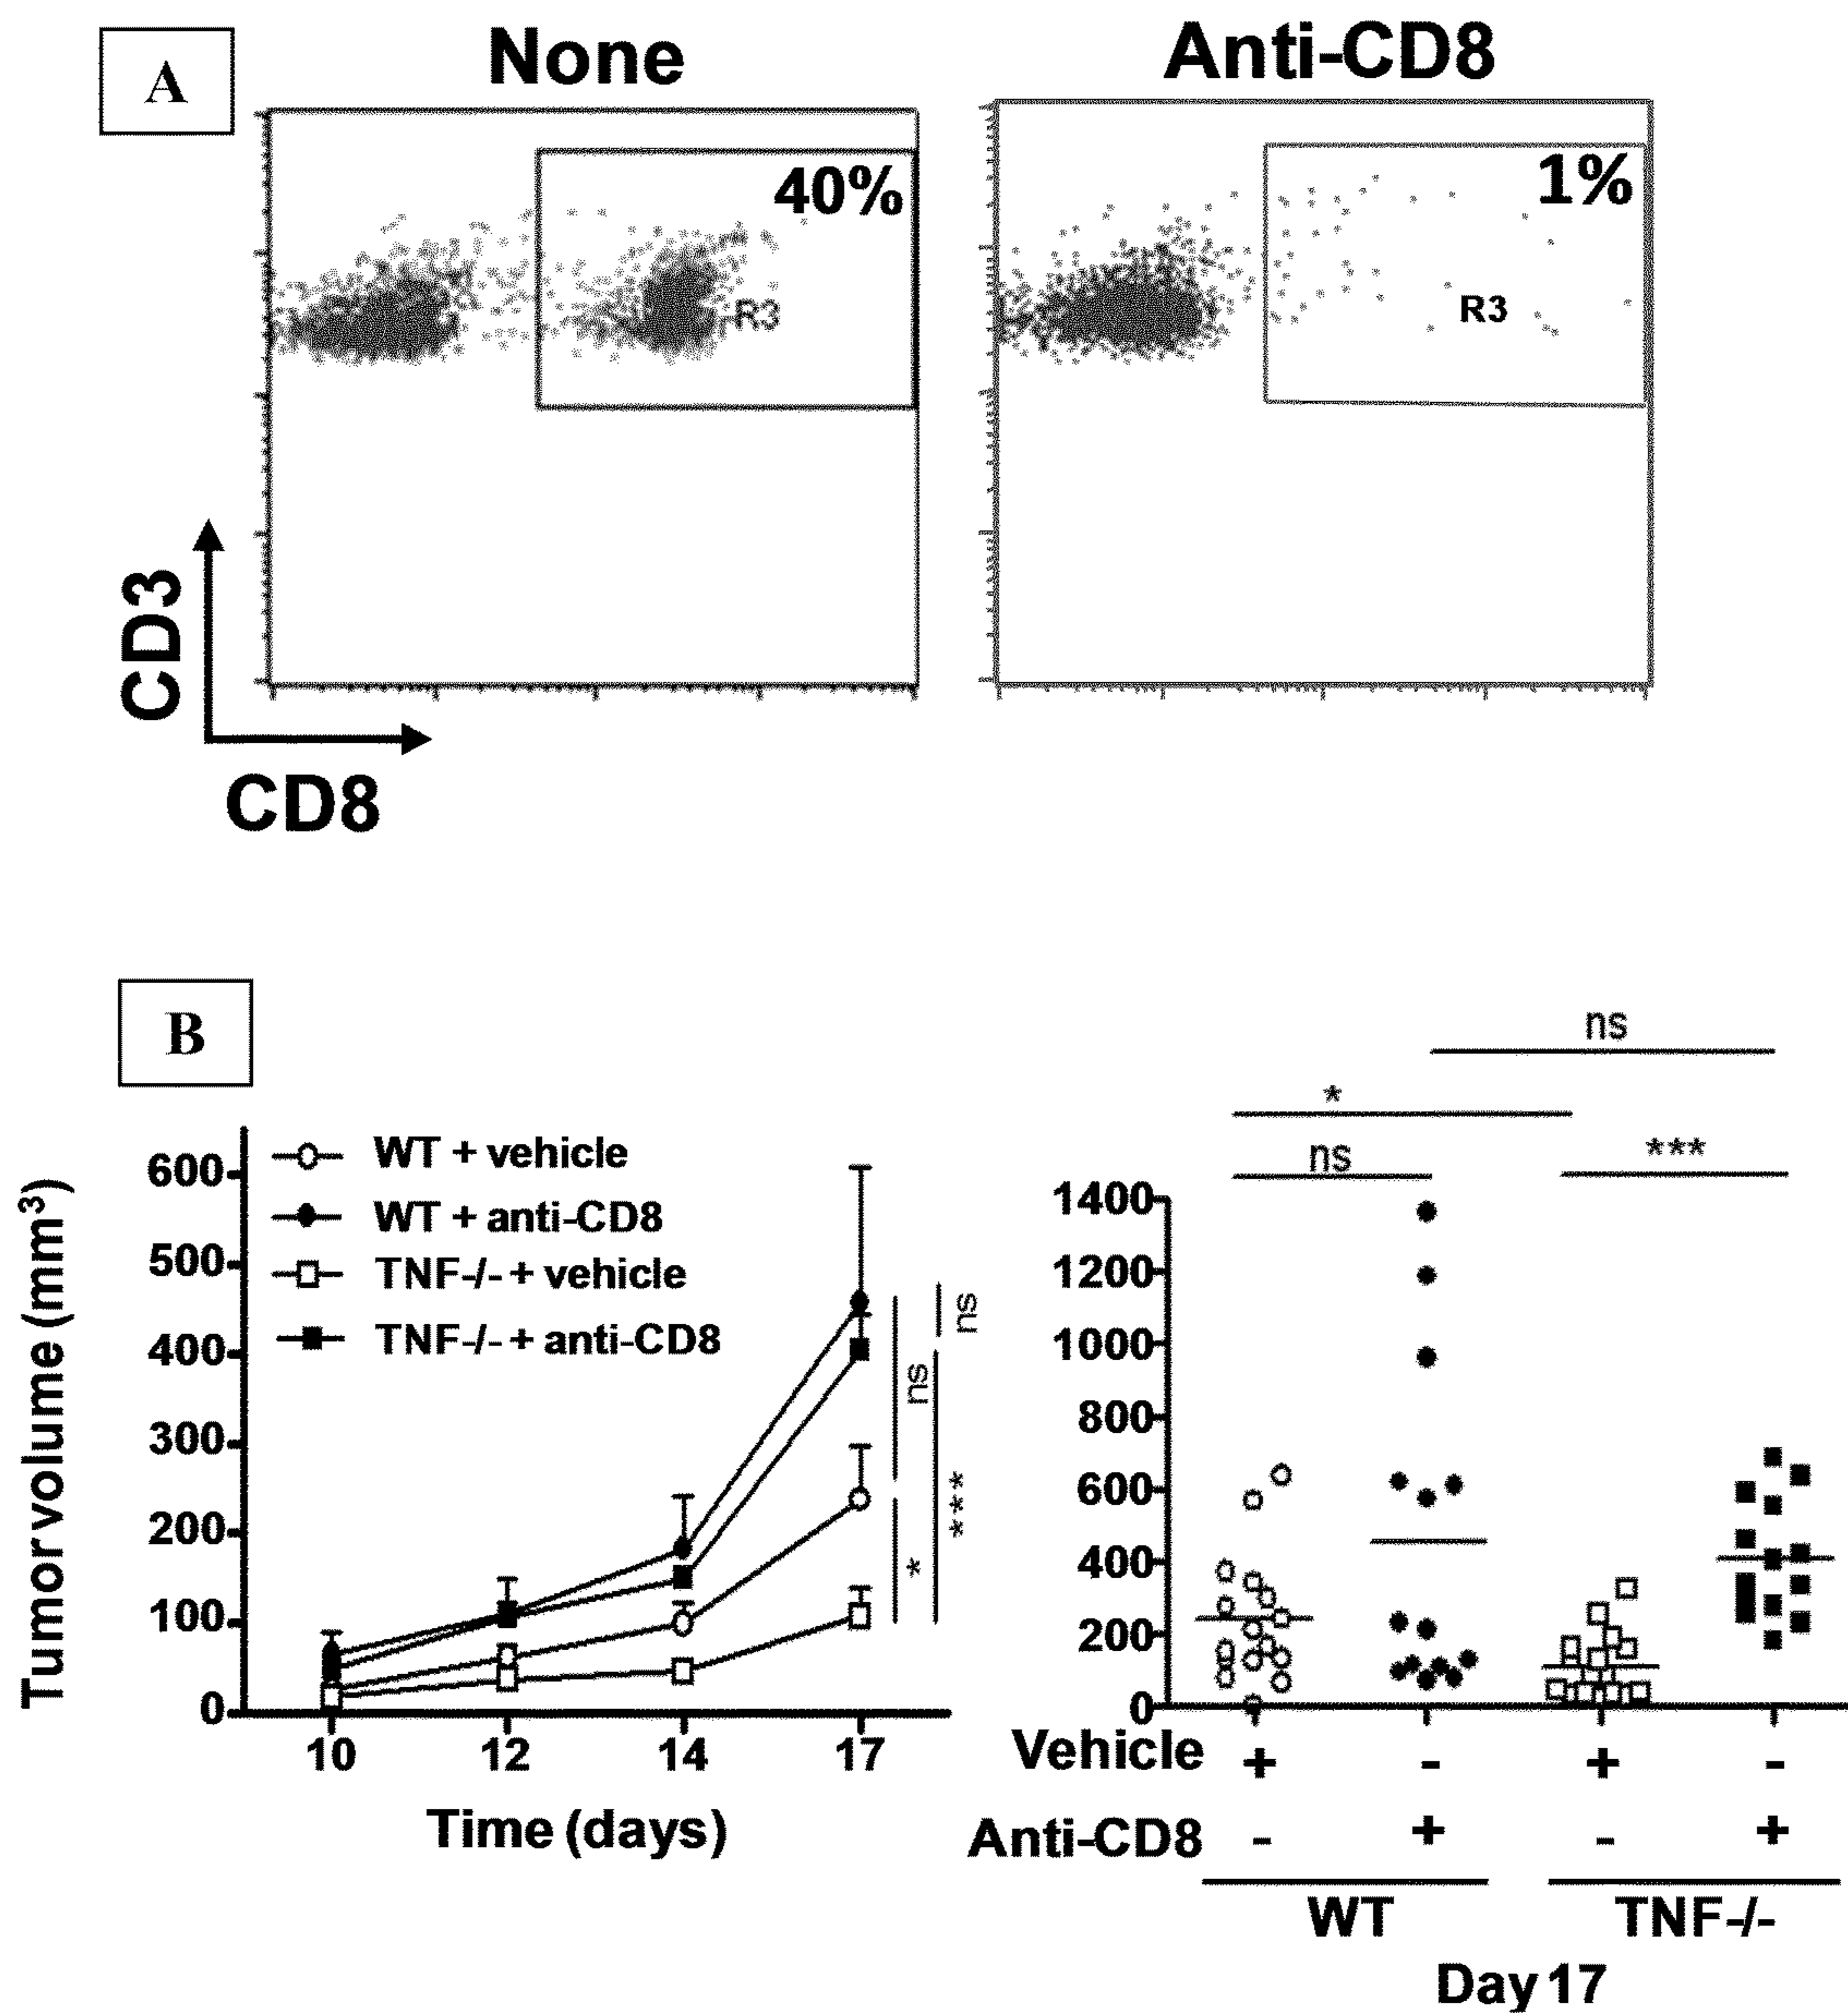 A
None
Anti-CD8
40%
1%
R3
R3
CD3
CD8
B
ns
*
ns
***
WT + vehicle
WT + anti-CD8
TNF-/- + vehicle
TNF-/- + anti-CD8
Tumor volume (mm³)
600
500
400
300
200
100
0
10 12 14 17
Time (days)
ns
ns
***
*
1400
1200
1000
800
600
400
200
0
Vehicle + - + -
Anti-CD8 - + - +
WT TNF-/-
Day 17